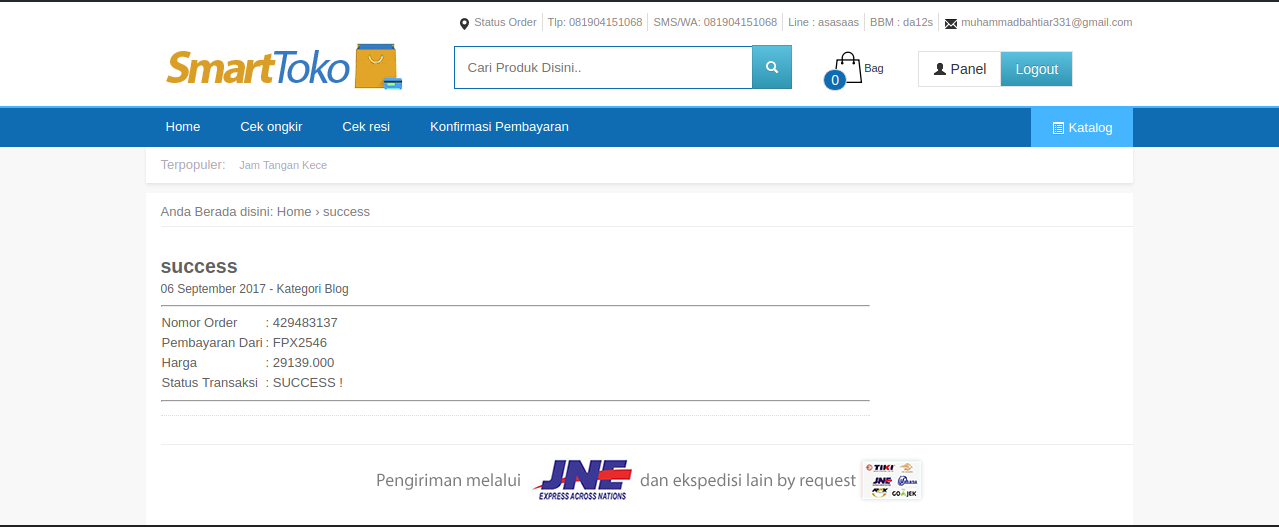 Status Order Tlp: 081904151068 SMS/WA: 081904151068 Line : asasaas BBM : da12s muhammadbahtiar331@gmail.com
SmartToko
Cari Produk Disini..
0 Bag
Panel Logout
Home Cek ongkir Cek resi Konfirmasi Pembayaran Katalog
Terpopuler: Jam Tangan Kece
Anda Berada disini: Home › success
success
06 September 2017 - Kategori Blog
Nomor Order : 429483137
Pembayaran Dari : FPX2546
Harga : 29139.000
Status Transaksi : SUCCESS !
Pengiriman melalui JNE EXPRESS ACROSS NATIONS dan ekspedisi lain by request
TIKI
JNE
GOJEK